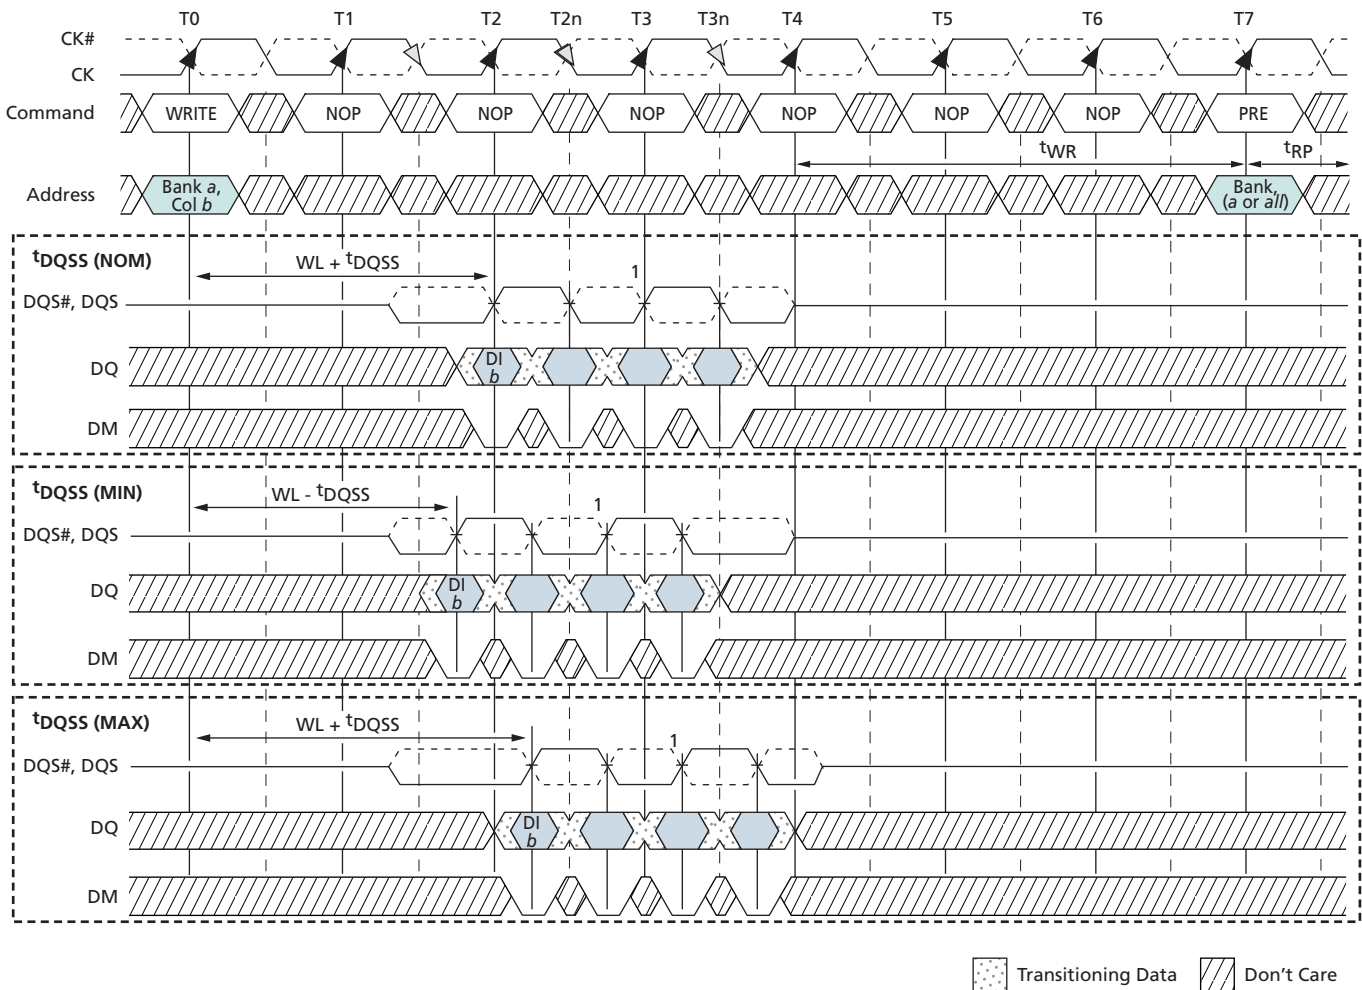 T0 T1 T2 T2n T3 T3n T4 T5 T6 T7
CK#
CK
Command WRITE NOP NOP NOP NOP NOP NOP PRE
tWR tRP
Address Bank a, Col b Bank, (a or all)
tDQSS (NOM)
WL + tDQSS 1
DQS#, DQS
DQ DI b
DM
tDQSS (MIN)
WL - tDQSS 1
DQS#, DQS
DQ DI b
DM
tDQSS (MAX)
WL + tDQSS 1
DQS#, DQS
DQ DI b
DM
Transitioning Data Don't Care